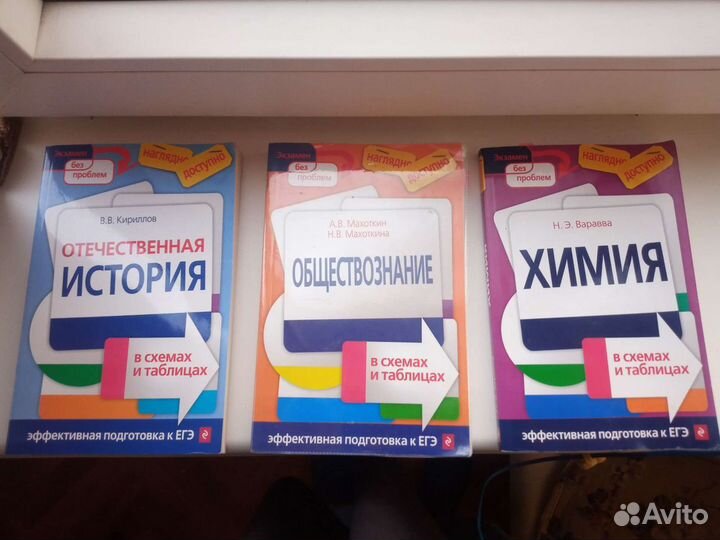 Экзамен
без
проблем
наглядно
доступно
В.В. Кириллов
ОТЕЧЕСТВЕННАЯ
ИСТОРИЯ
в схемах
и таблицах
эффективная подготовка к ЕГЭ
Экзамен
без
проблем
наглядно
доступно
А.В. Махоткин
Н.В. Махоткина
ОБЩЕСТВОЗНАНИЕ
в схемах
и таблицах
эффективная подготовка к ЕГЭ
Экзамен
без
проблем
наглядно
доступно
Н. Э. Варавва
ХИМИЯ
в схемах
и таблицах
эффективная подготовка к ЕГЭ
Avito